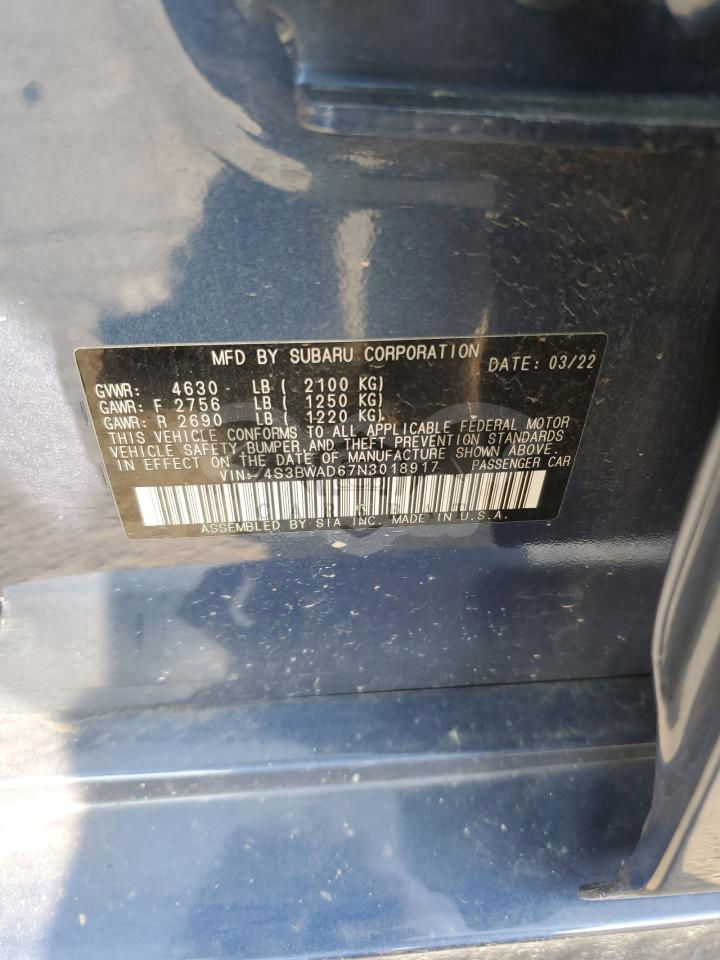 MFD BY SUBARU CORPORATION DATE: 03/22
GVWR: 4630 LB ( 2100 KG)
GAWR: F 2756 LB ( 1250 KG)
GAWR: R 2690 LB ( 1220 KG)
THIS VEHICLE CONFORMS TO ALL APPLICABLE FEDERAL MOTOR
VEHICLE SAFETY, BUMPER, AND THEFT PREVENTION STANDARDS
IN EFFECT ON THE DATE OF MANUFACTURE SHOWN ABOVE.
VIN: 4S3BWAD67N3018917 PASSENGER CAR
ASSEMBLED BY SIA INC. MADE IN U.S.A.